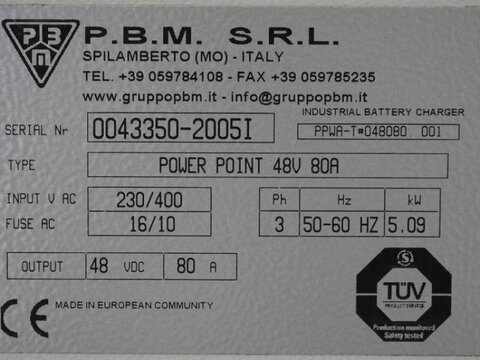 PBM P.B.M. S.R.L.
SPILAMBERTO (MO) - ITALY
TEL. +39 059784108 - FAX +39 059785235
www.gruppopbm.it - info@gruppopbm.it
INDUSTRIAL BATTERY CHARGER
SERIAL Nr. 0043350-2005I PPWA-T#048080. 001
TYPE POWER POINT 48V 80A
INPUT V AC 230/400 Ph Hz kW
FUSE AC 16/10 3 50-60 HZ 5.09
OUTPUT 48 VDC 80 A
CE MADE IN EUROPEAN COMMUNITY
S
TÜV
PRODUCT SERVICE
Production monitored
Safety tested